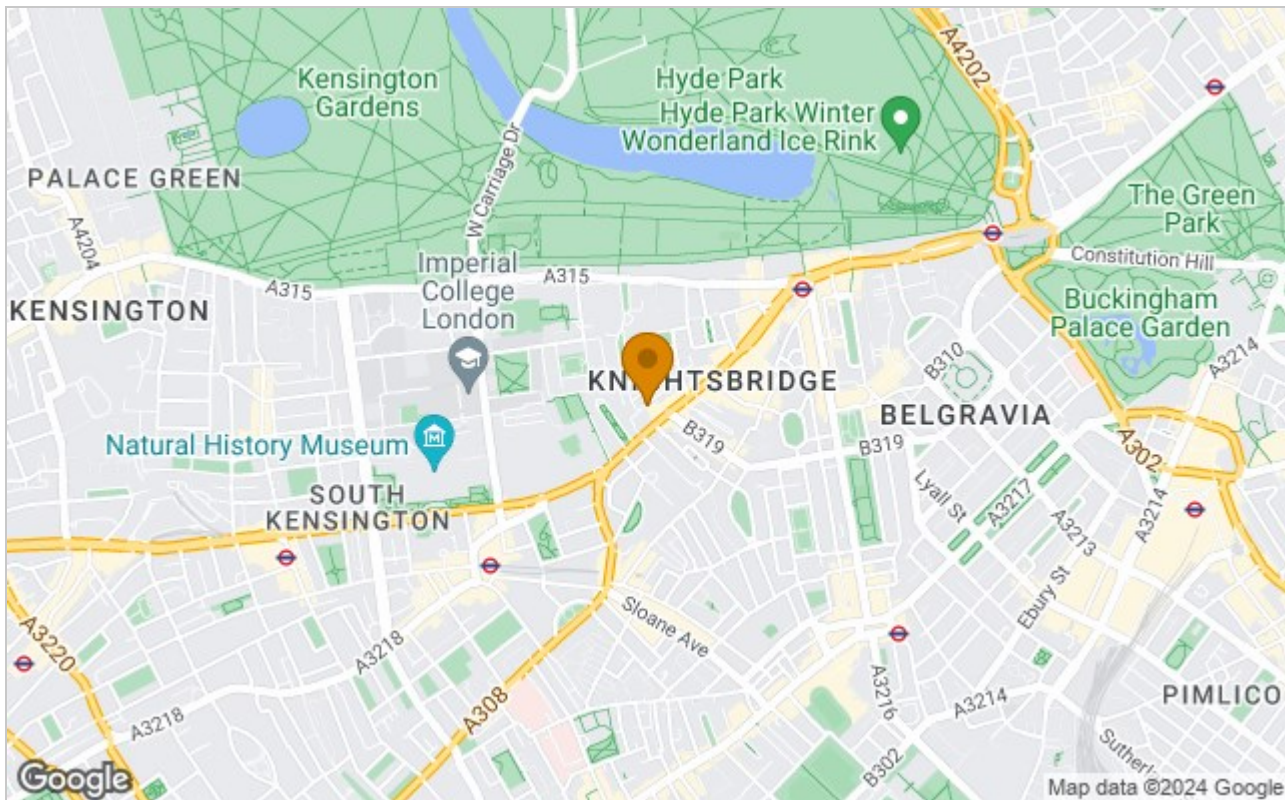 A4202
Hyde Park
Kensington
Gardens
Hyde Park Winter
Wonderland Ice Rink
W Carriage Dr
PALACE GREEN
The Green
Park
A4204
Constitution Hill
Imperial
College
London
A315
A315
KENSINGTON
Buckingham
Palace Garden
A3214
B310
BELGRAVIA
B319
B319
Natural History Museum
A302
SOUTH
KENSINGTON
Lyall St
A3217
A3214
A3213
Ebury St
Sloane Ave
A3220
A3218
A3218
A308
A3216
A3214
PIMLICO
B302
Google
Map data ©2024 Google